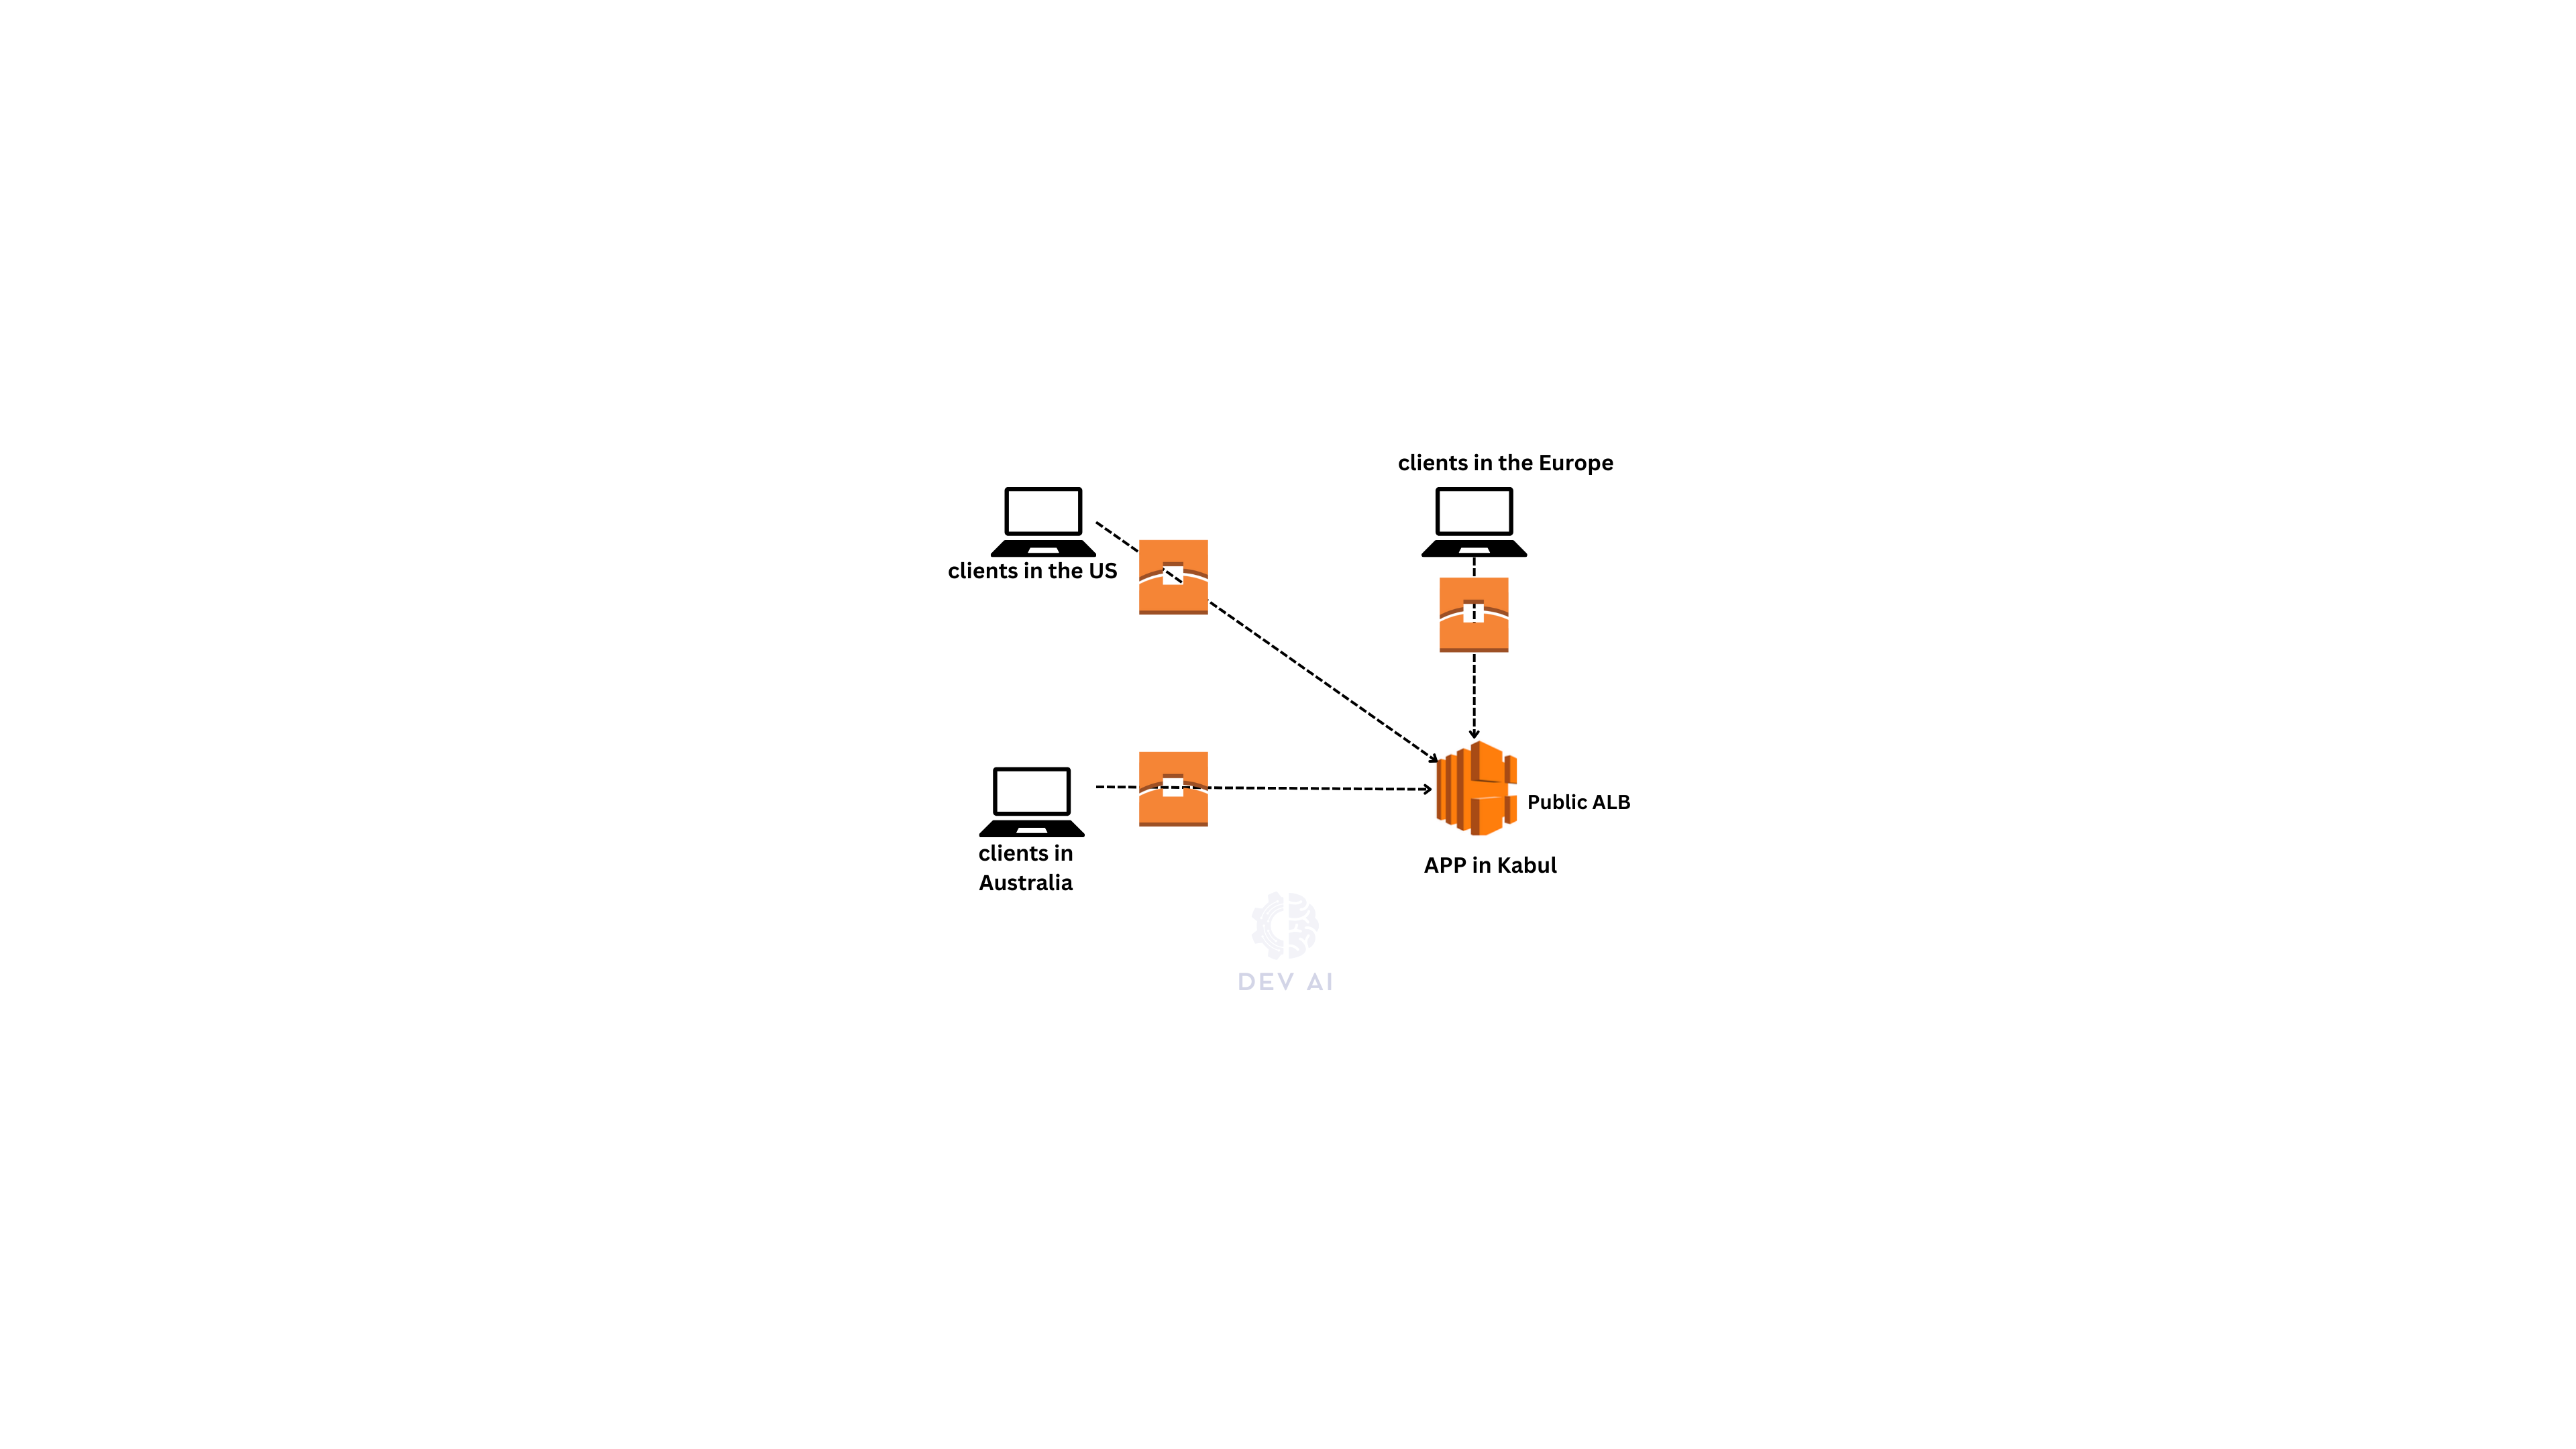 clients in the Europe
clients in the US
Public ALB
clients in
Australia
APP in Kabul
DEV AI